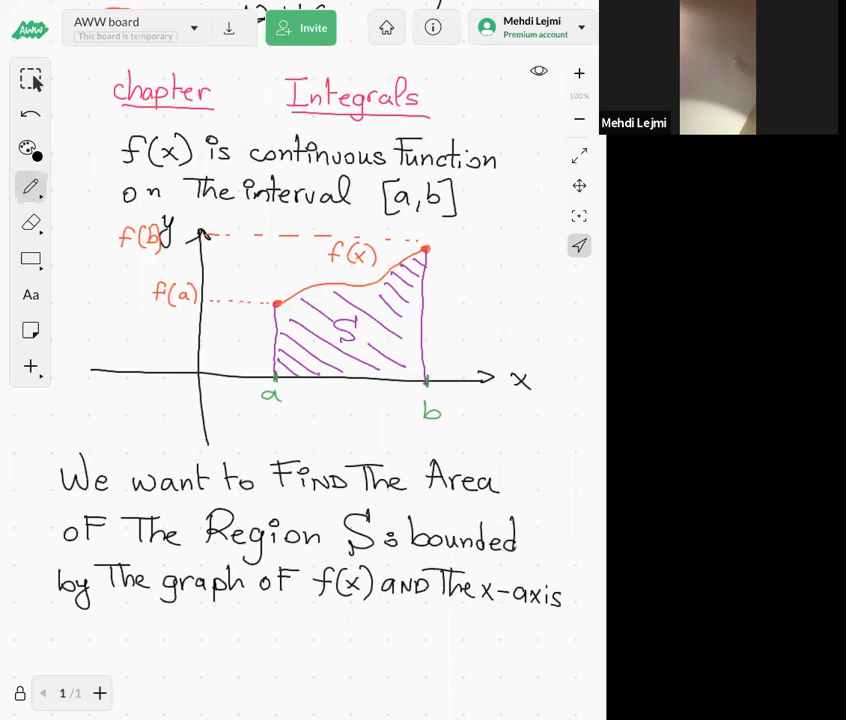 AWW
AWW board
This board is temporary
Invite
Mehdi Lejmi
Premium account
100%
Mehdi Lejmi
chapter Integrals
f(x) is continuous Function
on The interval [a,b]
f(b) y
f(x)
f(a)
S
x
a
b
We want to FIND The Area
OF The Region S: bounded
by The graph OF f(x) AND The x-axis
Aa
1 / 1